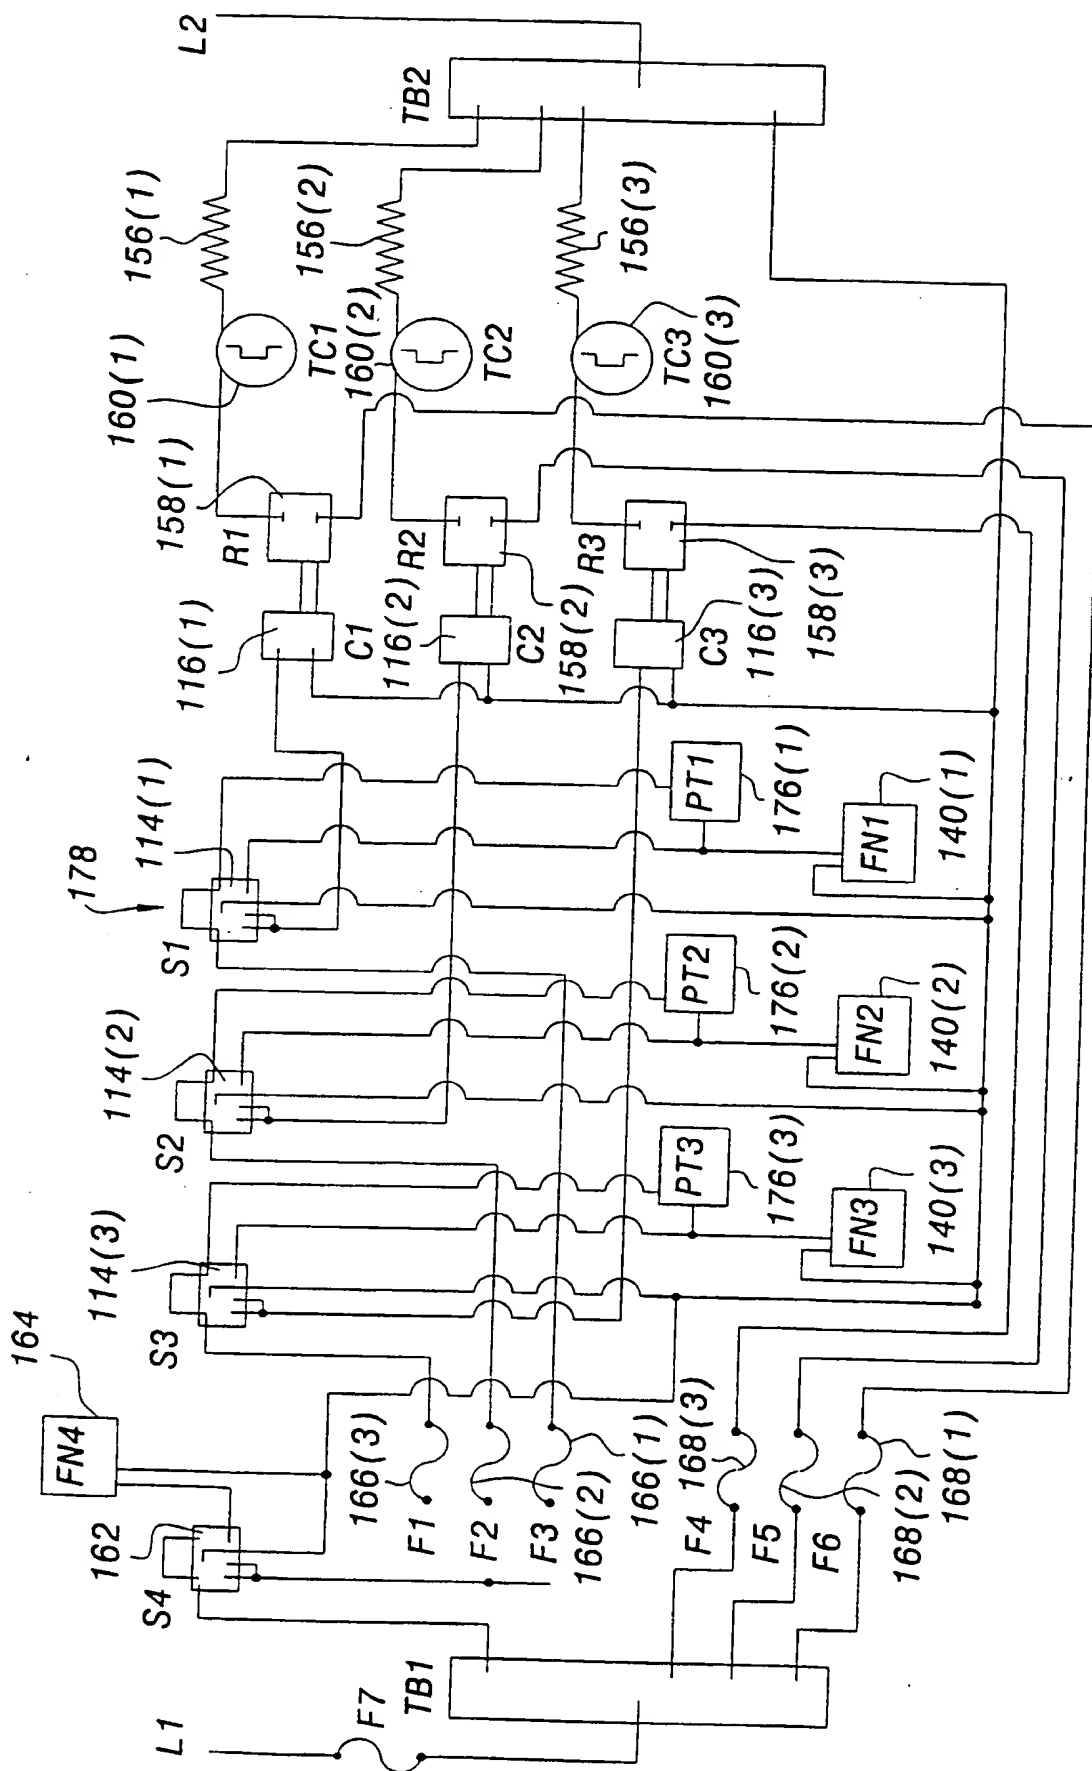 L1
F7
TB1
S4
162
FN4
164
F1
166(3)
F2
F3
166(2)
166(1)
F4
168(3)
F5
F6
168(2)
168(1)
S3
114(3)
PT3
176(3)
FN3
140(3)
S2
114(2)
PT2
176(2)
FN2
140(2)
178
S1
114(1)
PT1
176(1)
FN1
140(1)
116(1)
C1
116(2)
C2
158(2)
C3
116(3)
158(3)
R1
158(1)
R2
R3
160(1)
TC1
160(2)
TC2
TC3
160(3)
156(1)
156(2)
156(3)
TB2
L2